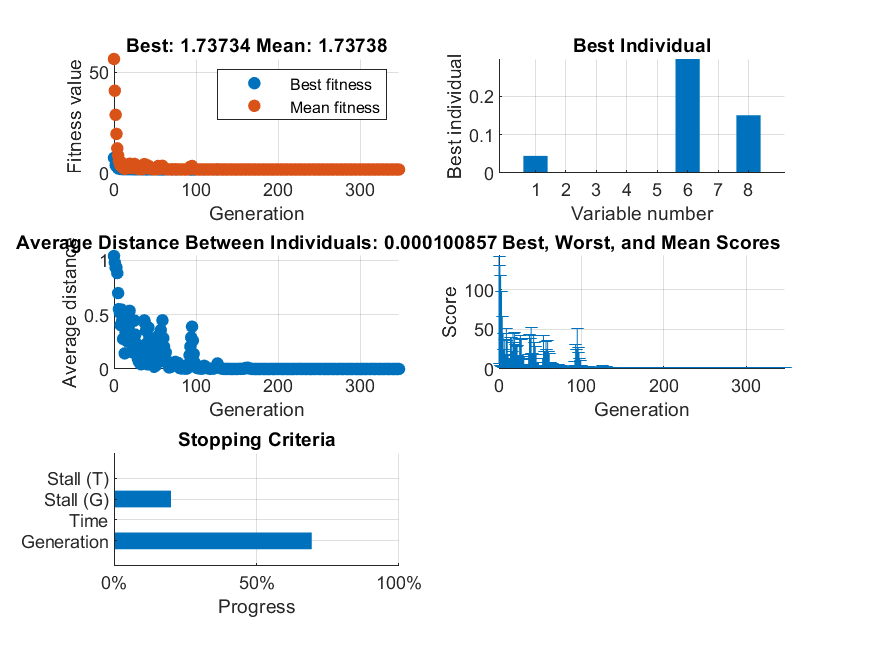 Best: 1.73734 Mean: 1.73738
Fitness value
50
0
Best fitness
Mean fitness
0 100 200 300
Generation
Best Individual
Best individual
0.2
0.1
0
1 2 3 4 5 6 7 8
Variable number
Average Distance Between Individuals: 0.000100857
Average distance
1
0.5
0
0 100 200 300
Generation
Best, Worst, and Mean Scores
Score
100
50
0
0 100 200 300
Generation
Stopping Criteria
Stall (T)
Stall (G)
Time
Generation
0% 50% 100%
Progress